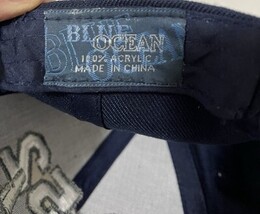 BLUE
OCEAN
100% ACRYLIC
MADE IN CHINA